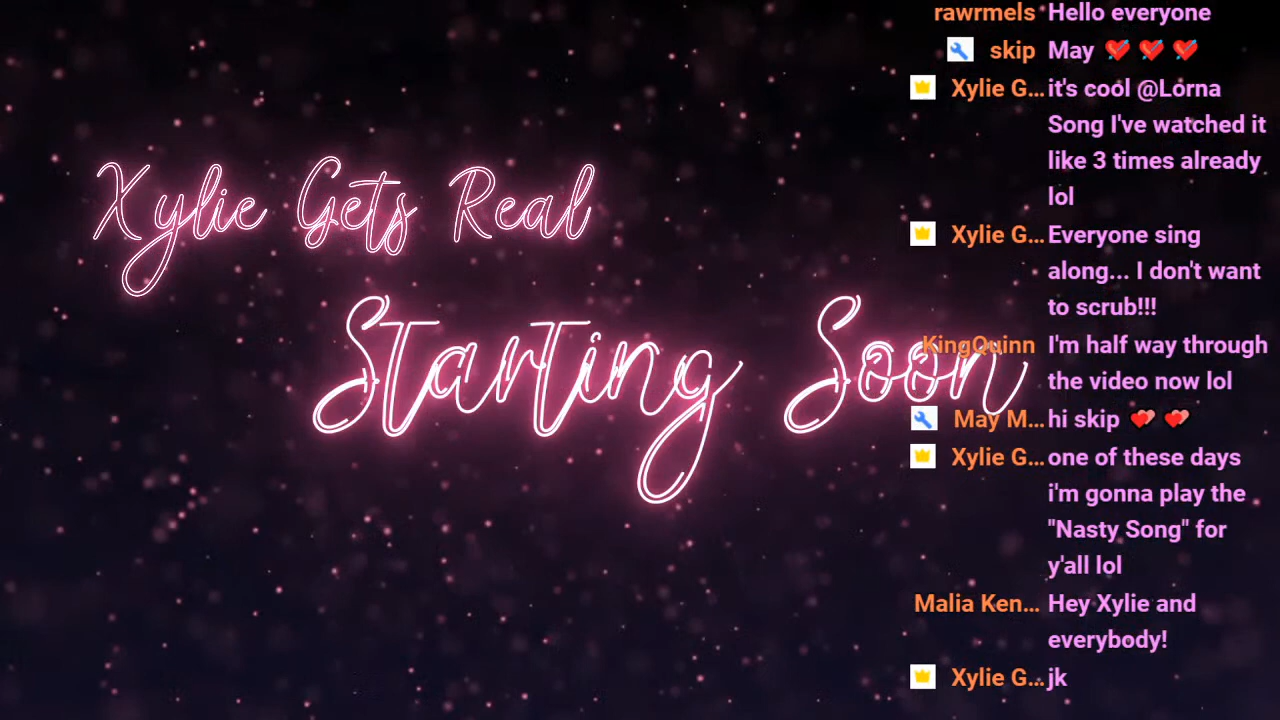 Xylie Gets Real
Starting Soon
rawrmels Hello everyone
skip May 💘 💘 💘
Xylie G... it's cool @Lorna
Song I've watched it
like 3 times already
lol
Xylie G... Everyone sing
along... I don't want
to scrub!!!
KingQuinn I'm half way through
the video now lol
May M... hi skip 💕 💕
Xylie G... one of these days
i'm gonna play the
"Nasty Song" for
y'all lol
Malia Ken... Hey Xylie and
everybody!
Xylie G... jk